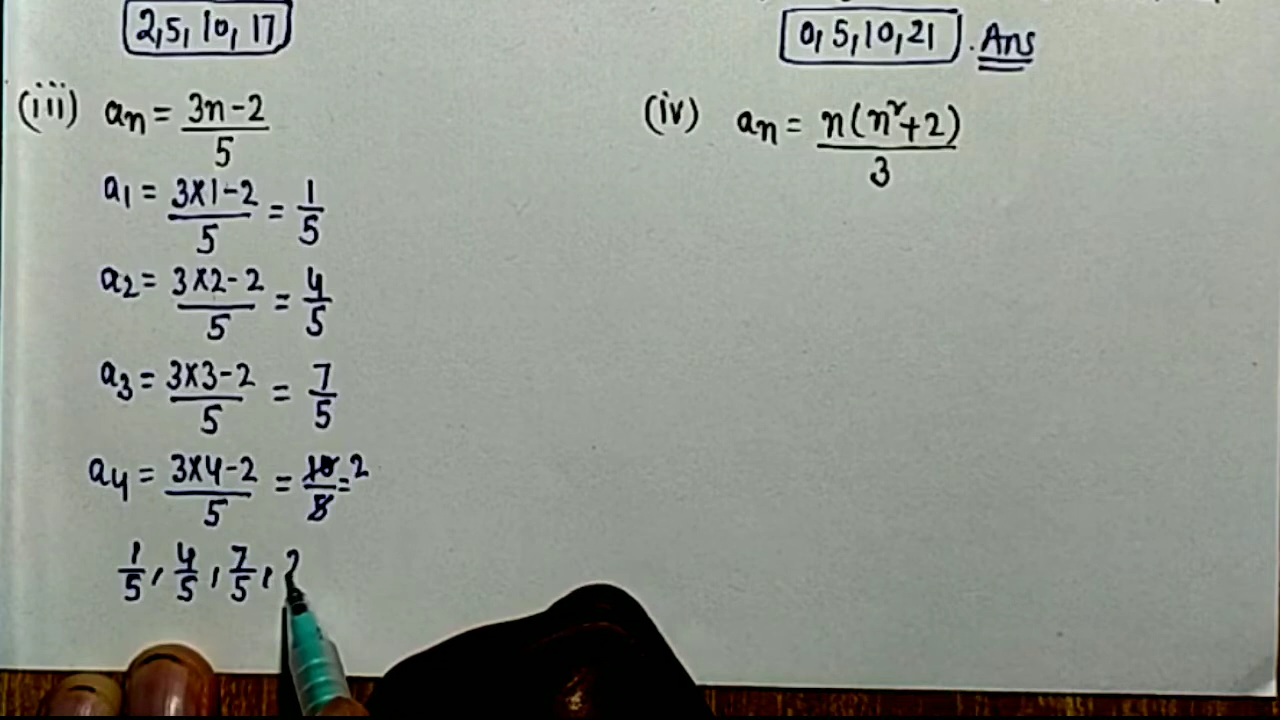 2, 5, 10, 17
(iii) an = 3n-2/5
a1 = 3×1-2/5 = 1/5
a2 = 3×2-2/5 = 4/5
a3 = 3×3-2/5 = 7/5
a4 = 3×4-2/5 = 10/5 = 2
1/5, 4/5, 7/5, 2
0, 5, 10, 21. Ans
(iv) an = n(n²+2)/3